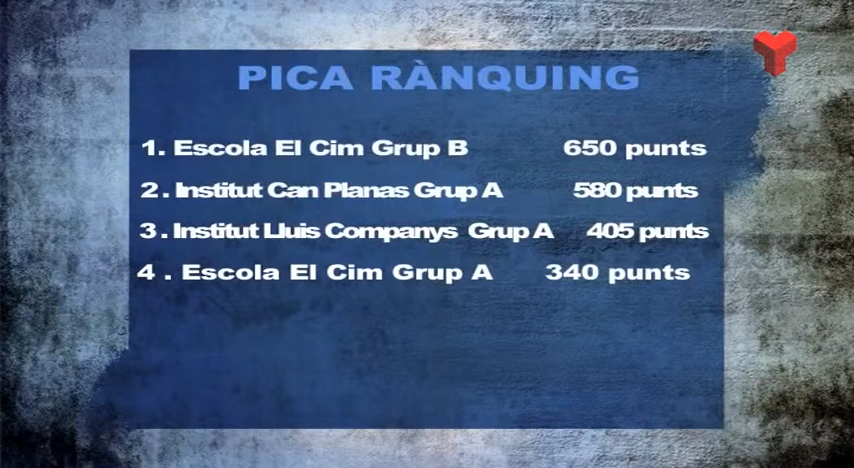 PICA RÀNQUING
1. Escola El Cim Grup B 650 punts
2. Institut Can Planas Grup A 580 punts
3. Institut Lluis Companys Grup A 405 punts
4 . Escola El Cim Grup A 340 punts